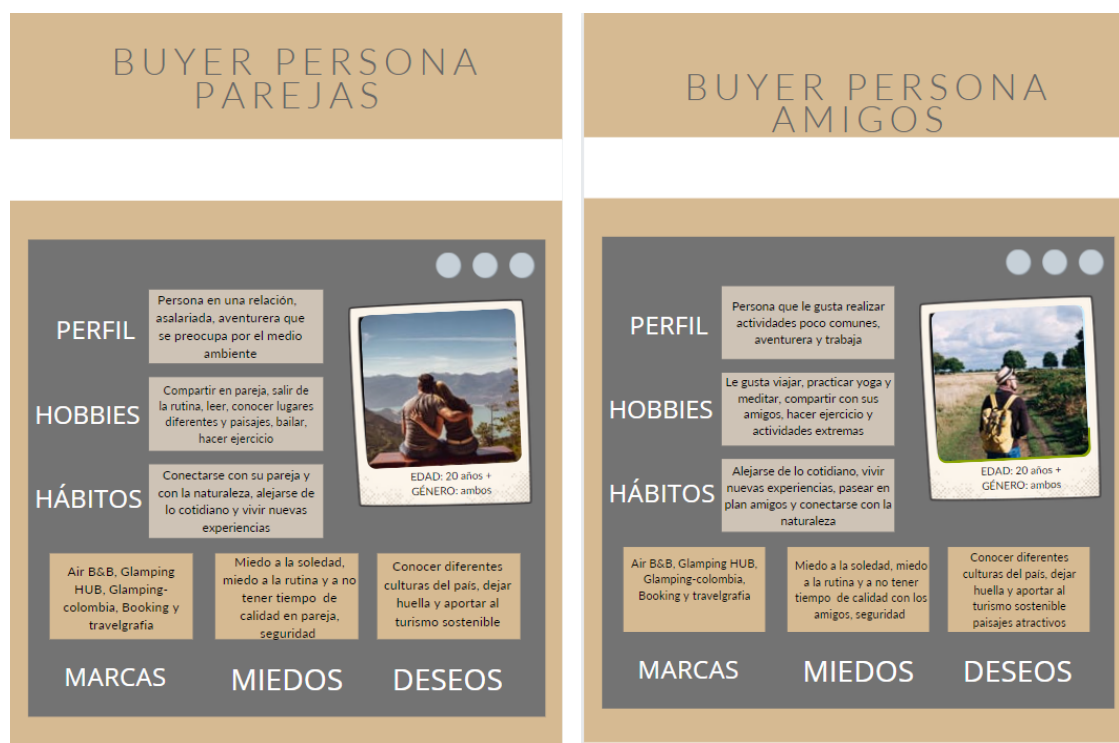 BUYER PERSONA
PAREJAS
PERFIL
Persona en una relación,
asalariada, aventurera que
se preocupa por el medio
ambiente
HOBBIES
Compartir en pareja, salir de
la rutina, leer, conocer lugares
diferentes y paisajes, bailar,
hacer ejercicio
HÁBITOS
Conectarse con su pareja y
con la naturaleza, alejarse de
lo cotidiano y vivir nuevas
experiencias
EDAD: 20 años +
GÉNERO: ambos
Air B&B, Glamping
HUB, Glamping-
colombia, Booking y
travelgrafia
MARCAS
Miedo a la soledad,
miedo a la rutina y a no
tener tiempo de
calidad en pareja,
seguridad
MIEDOS
Conocer diferentes
culturas del país, dejar
huella y aportar al
turismo sostenible
DESEOS
BUYER PERSONA
AMIGOS
PERFIL
Persona que le gusta realizar
actividades poco comunes,
aventurera y trabaja
HOBBIES
Le gusta viajar, practicar yoga y
meditar, compartir con sus
amigos, hacer ejercicio y
actividades extremas
HÁBITOS
Alejarse de lo cotidiano, vivir
nuevas experiencias, pasear en
plan amigos y conectarse con la
naturaleza
EDAD: 20 años +
GÉNERO: ambos
Air B&B, Glamping HUB,
Glamping-colombia,
Booking y travelgrafia
MARCAS
Miedo a la soledad, miedo
a la rutina y a no tener
tiempo de calidad con los
amigos, seguridad
MIEDOS
Conocer diferentes
culturas del país, dejar
huella y aportar al
turismo sostenible
paisajes atractivos
DESEOS